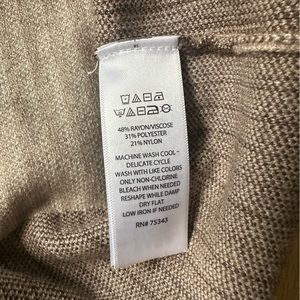 48% RAYON/VISCOSE
31% POLYESTER
21% NYLON
MACHINE WASH COOL -
DELICATE CYCLE
WASH WITH LIKE COLORS
ONLY NON-CHLORINE
BLEACH WHEN NEEDED
RESHAPE WHILE DAMP
DRY FLAT
LOW IRON IF NEEDED
RN# 75343